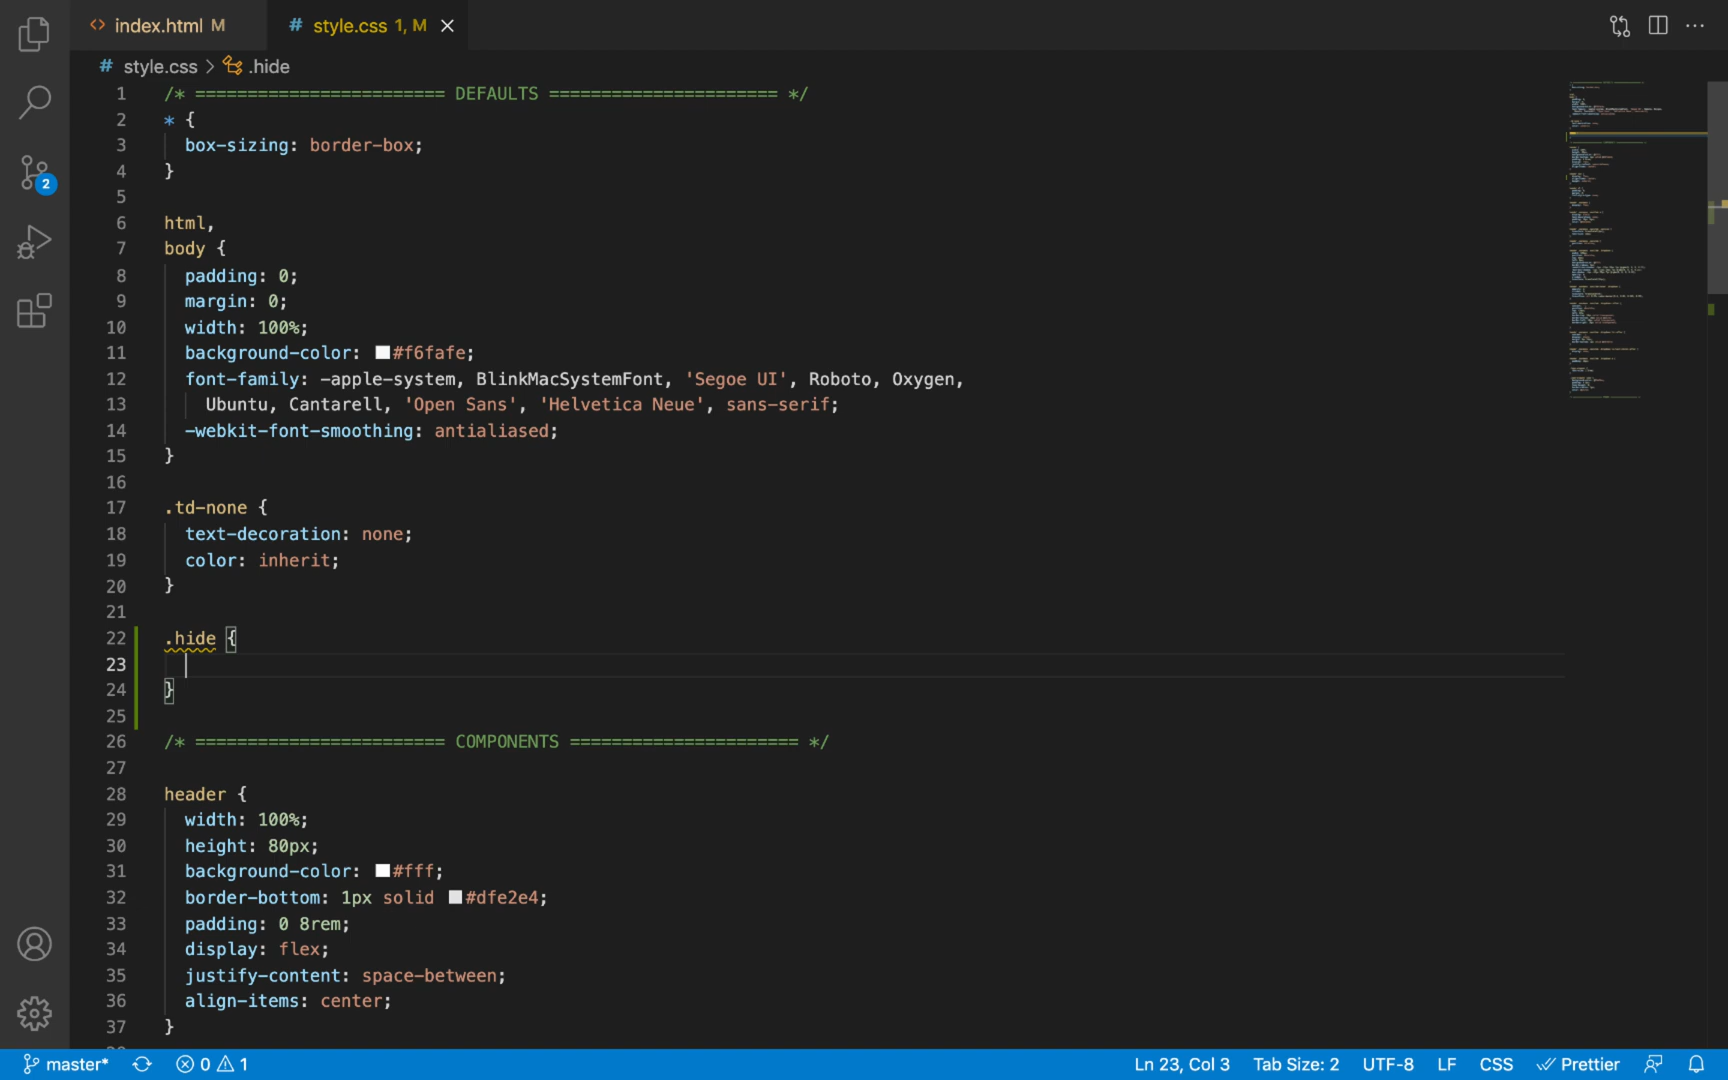 index.html M
# style.css 1, M
# style.css > .hide
1 /* ======================== DEFAULTS ====================== */
2 * {
3 box-sizing: border-box;
4 }
5
6 html,
7 body {
8 padding: 0;
9 margin: 0;
10 width: 100%;
11 background-color: #f6fafe;
12 font-family: -apple-system, BlinkMacSystemFont, 'Segoe UI', Roboto, Oxygen,
13 Ubuntu, Cantarell, 'Open Sans', 'Helvetica Neue', sans-serif;
14 -webkit-font-smoothing: antialiased;
15 }
16
17 .td-none {
18 text-decoration: none;
19 color: inherit;
20 }
21
22 .hide {
23
24 }
25
26 /* ======================== COMPONENTS ====================== */
27
28 header {
29 width: 100%;
30 height: 80px;
31 background-color: #fff;
32 border-bottom: 1px solid #dfe2e4;
33 padding: 0 8rem;
34 display: flex;
35 justify-content: space-between;
36 align-items: center;
37 }
2
master* 0 1 Ln 23, Col 3 Tab Size: 2 UTF-8 LF CSS Prettier